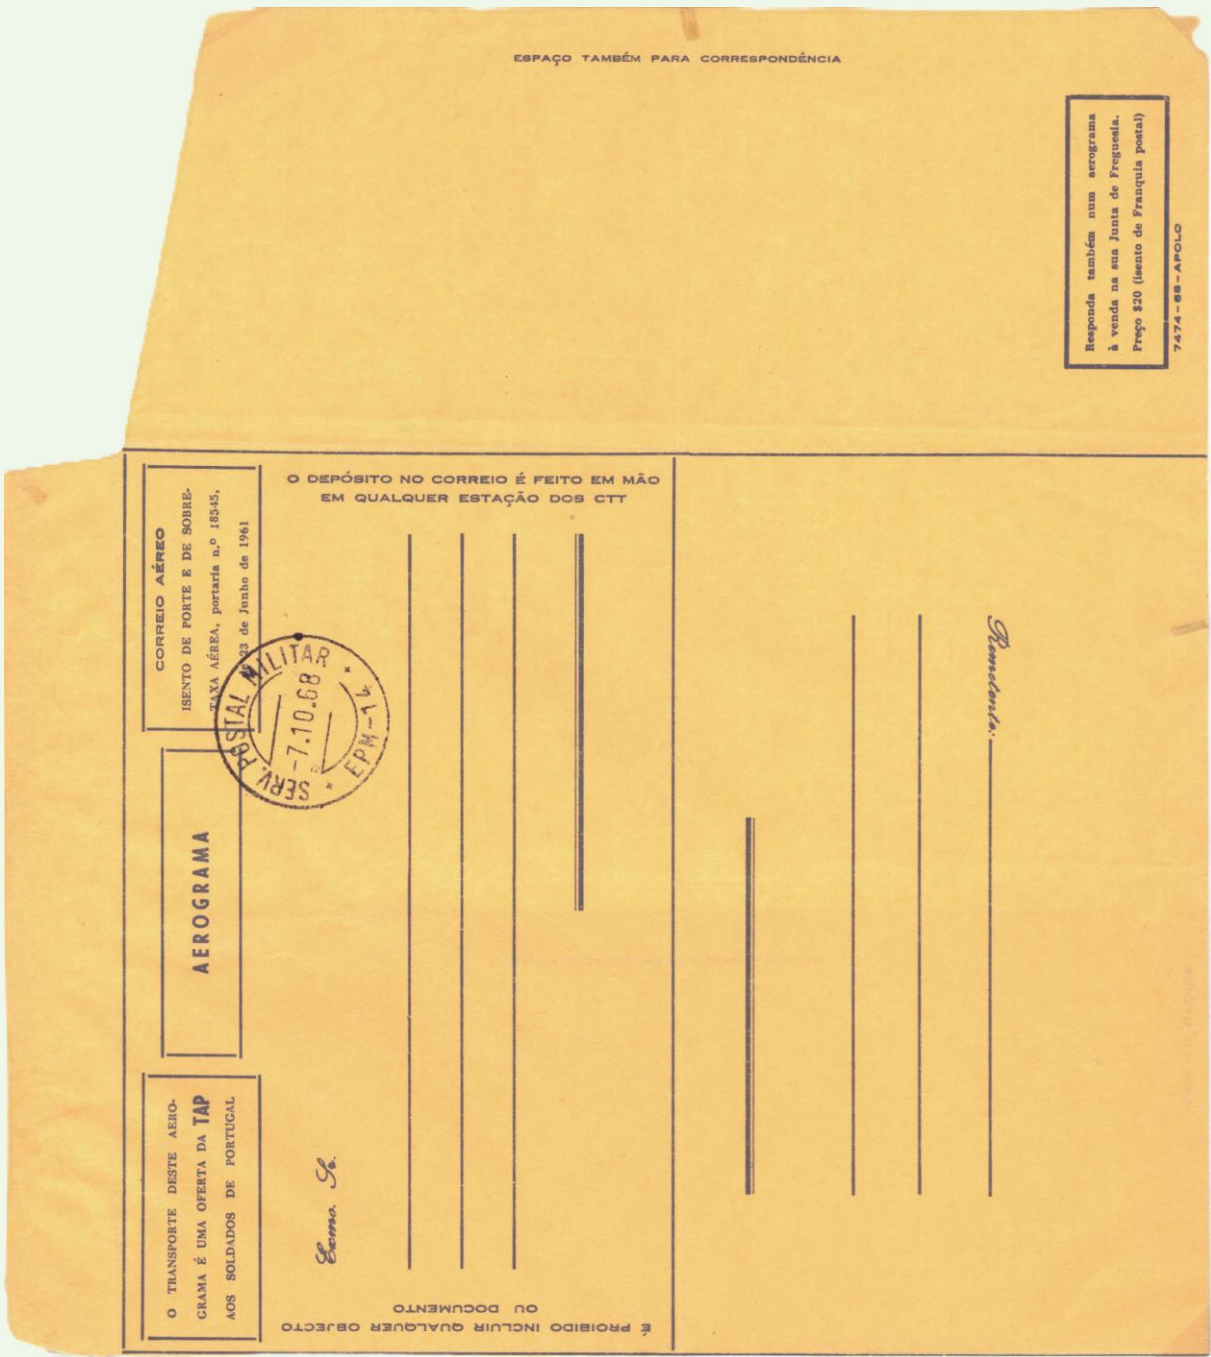 ESPAÇO TAMBÉM PARA CORRESPONDÊNCIA
Responda também num aerograma
à venda na sua Junta de Freguesia.
Preço $20 (isento de Franquia postal)
7474-68-APOLO
O DEPÓSITO NO CORREIO É FEITO EM MÃO
EM QUALQUER ESTAÇÃO DOS CTT
CORREIO AÉREO
ISENTO DE PORTE E DE SOBRE-
TAXA AÉREA, portaria n.º 18545,
23 de Junho de 1961
SERV. POSTAL MILITAR
-7.10.68
* EPM-14 *
AEROGRAMA
O TRANSPORTE DESTE AERO-
GRAMA É UMA OFERTA DA TAP
AOS SOLDADOS DE PORTUGAL
Exmo. Sr.
Remetente:
É PROIBIDO INCLUIR QUALQUER OBJECTO
OU DOCUMENTO